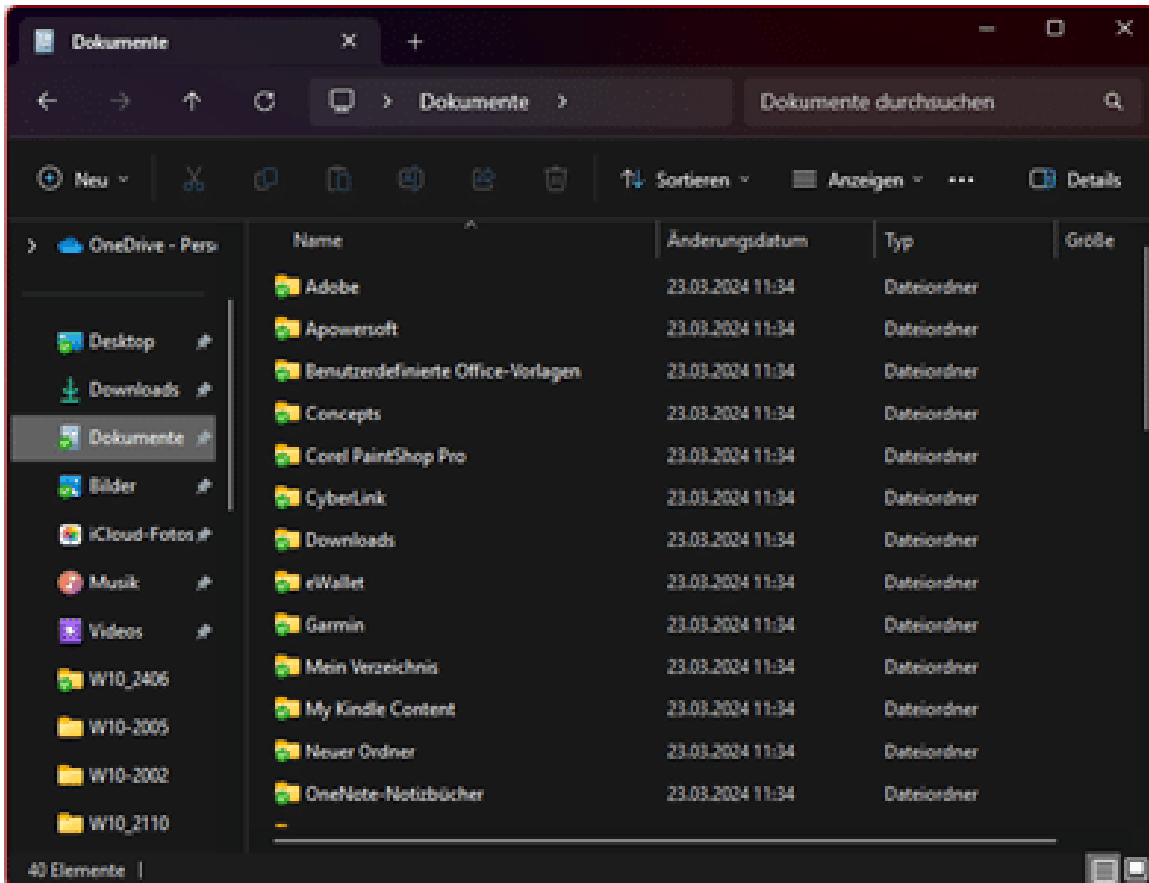 Dokumente
Dokumente
Dokumente durchsuchen
Neu
Sortieren
Anzeigen
Details
OneDrive - Pers
Name Änderungsdatum Typ Größe
Adobe 23.03.2024 11:34 Dateiordner
Apowersoft 23.03.2024 11:34 Dateiordner
Benutzerdefinierte Office-Vorlagen 23.03.2024 11:34 Dateiordner
Concepts 23.03.2024 11:34 Dateiordner
Corel PaintShop Pro 23.03.2024 11:34 Dateiordner
CyberLink 23.03.2024 11:34 Dateiordner
Downloads 23.03.2024 11:34 Dateiordner
eWallet 23.03.2024 11:34 Dateiordner
Garmin 23.03.2024 11:34 Dateiordner
Mein Verzeichnis 23.03.2024 11:34 Dateiordner
My Kindle Content 23.03.2024 11:34 Dateiordner
Neuer Ordner 23.03.2024 11:34 Dateiordner
OneNote-Notizbücher 23.03.2024 11:34 Dateiordner
Desktop
Downloads
Dokumente
Bilder
iCloud-Fotos
Musik
Videos
W10_2406
W10-2005
W10-2002
W10_2110
40 Elemente